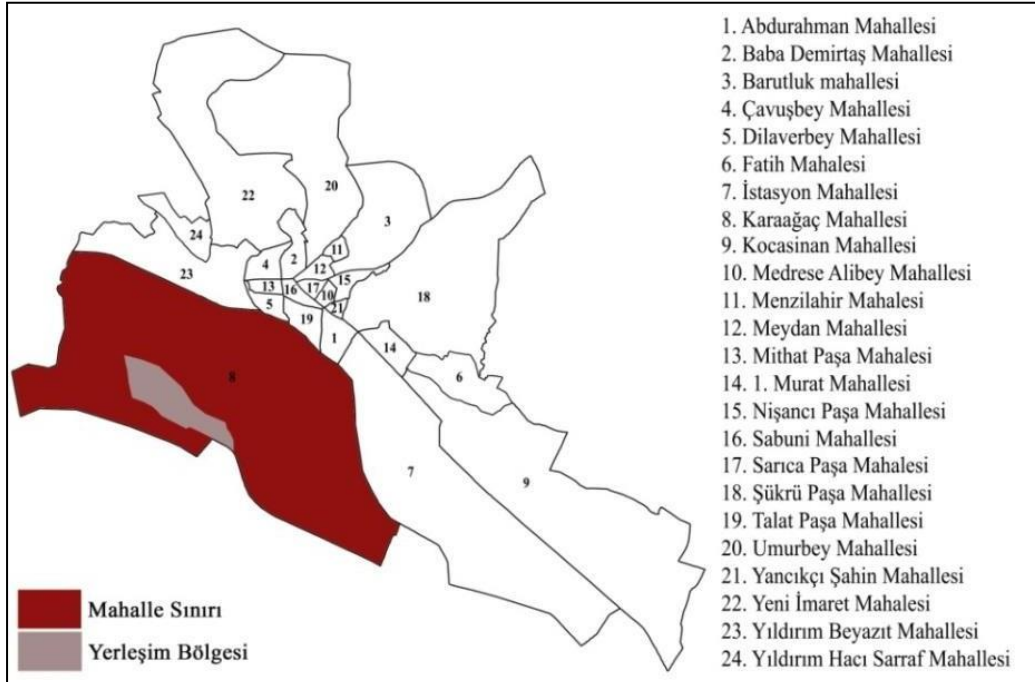 1. Abdurahman Mahallesi
2. Baba Demirtaş Mahallesi
3. Barutluk mahallesi
4. Çavuşbey Mahallesi
5. Dilaverbey Mahallesi
6. Fatih Mahalesi
7. İstasyon Mahallesi
8. Karaağaç Mahallesi
9. Kocasinan Mahallesi
10. Medrese Alibey Mahallesi
11. Menzilahir Mahalesi
12. Meydan Mahallesi
13. Mithat Paşa Mahalesi
14. 1. Murat Mahallesi
15. Nişancı Paşa Mahallesi
16. Sabuni Mahallesi
17. Sarıca Paşa Mahalesi
18. Şükrü Paşa Mahallesi
19. Talat Paşa Mahallesi
20. Umurbey Mahallesi
21. Yancıkçı Şahin Mahallesi
22. Yeni İmaret Mahalesi
23. Yıldırım Beyazıt Mahallesi
24. Yıldırım Hacı Sarraf Mahallesi
22
20
3
24
11
4
2
12
23
15
13
16
17
10
18
5
21
19
1
14
8
6
7
9
Mahalle Sınırı
Yerleşim Bölgesi